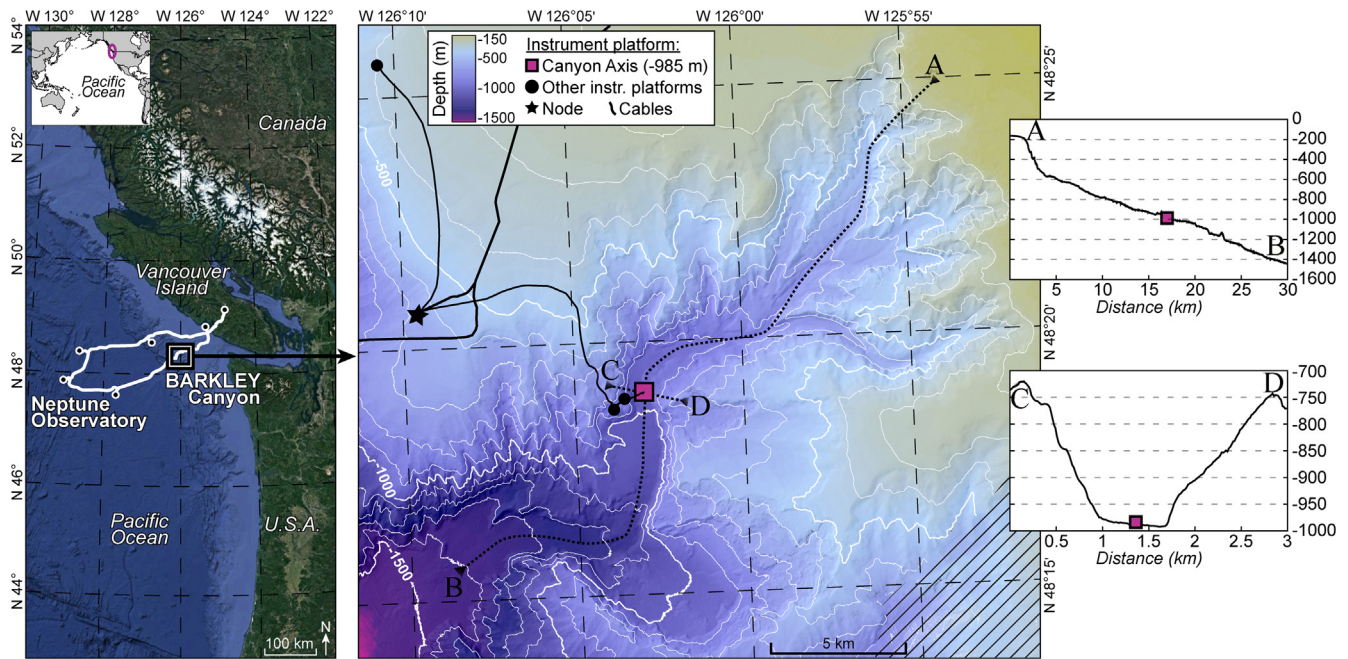 W 130° W 128° W 126° W 124° W 122°
N 54°
N 52°
N 50°
N 48°
N 46°
N 44°
Pacific
Ocean
Canada
Vancouver
Island
BARKLEY
Canyon
Neptune
Observatory
Pacific
Ocean
U.S.A.
100 km
N
W 126°10' W 126°05' W 126°00' W 125°55'
N 48°25'
N 48°20'
N 48°15'
Depth (m)
-150
-500
-1000
-1500
Instrument platform:
Canyon Axis (-985 m)
Other instr. platforms
Node Cables
-500
-1000
-1500
A
B
C
D
5 km
A
B
0
-200
-400
-600
-800
-1000
-1200
-1400
-1600
5 10 15 20 25 30
Distance (km)
C
D
-700
-750
-800
-850
-900
-950
-1000
0.5 1 1.5 2 2.5 3
Distance (km)